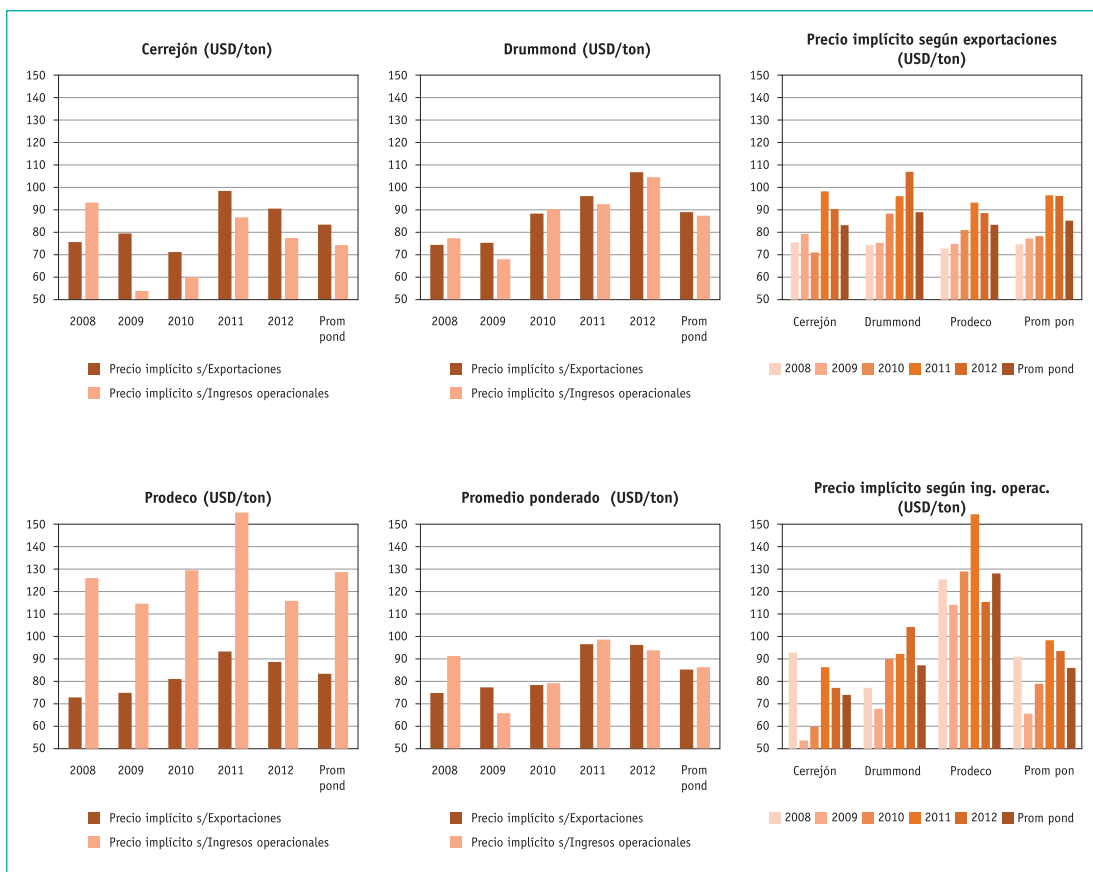 Cerrejón (USD/ton)
150
140
130
120
110
100
90
80
70
60
50
2008 2009 2010 2011 2012 Prom pond
Precio implícito s/Exportaciones
Precio implícito s/Ingresos operacionales
Drummond (USD/ton)
150
140
130
120
110
100
90
80
70
60
50
2008 2009 2010 2011 2012 Prom pond
Precio implícito s/Exportaciones
Precio implícito s/Ingresos operacionales
Precio implícito según exportaciones
(USD/ton)
150
140
130
120
110
100
90
80
70
60
50
Cerrejón Drummond Prodeco Prom pon
2008 2009 2010 2011 2012 Prom pond
Prodeco (USD/ton)
150
140
130
120
110
100
90
80
70
60
50
2008 2009 2010 2011 2012 Prom pond
Precio implícito s/Exportaciones
Precio implícito s/Ingresos operacionales
Promedio ponderado (USD/ton)
150
140
130
120
110
100
90
80
70
60
50
2008 2009 2010 2011 2012 Prom pond
Precio implícito s/Exportaciones
Precio implícito s/Ingresos operacionales
Precio implícito según ing. operac.
(USD/ton)
150
140
130
120
110
100
90
80
70
60
50
Cerrejón Drummond Prodeco Prom pon
2008 2009 2010 2011 2012 Prom pond